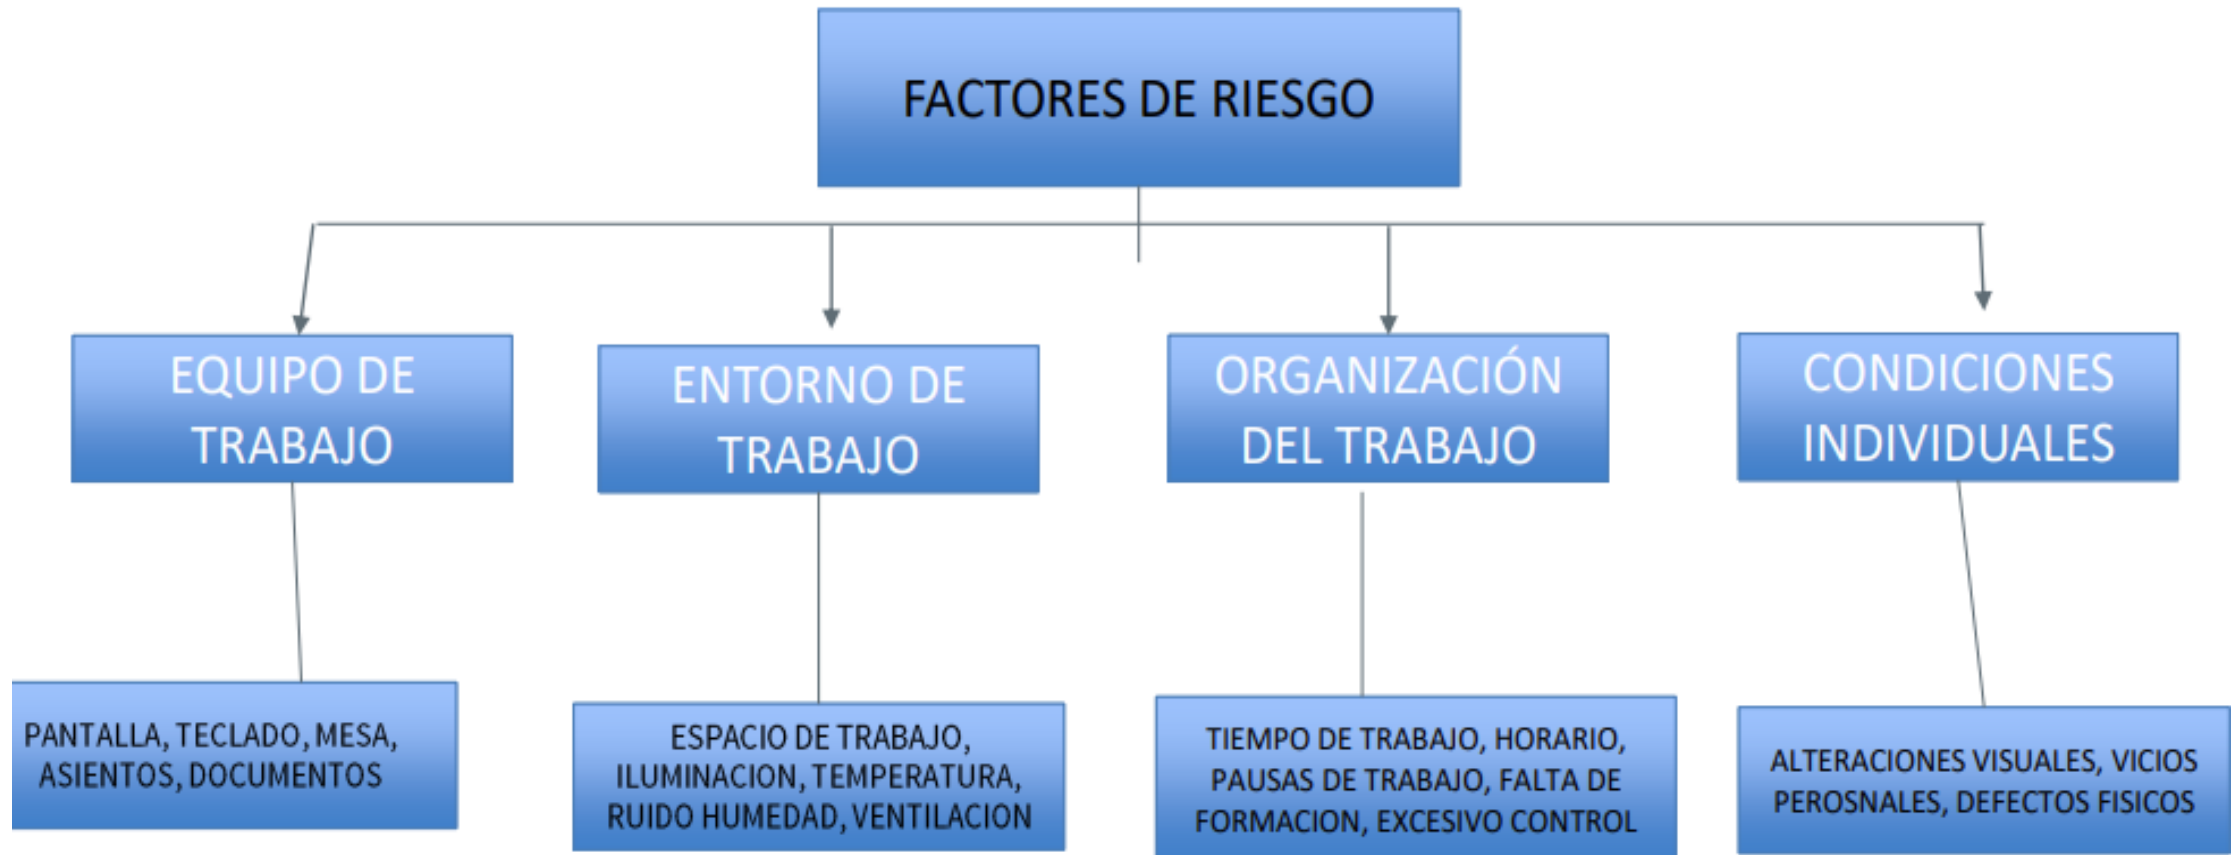 FACTORES DE RIESGO
EQUIPO DE
TRABAJO
ENTORNO DE
TRABAJO
ORGANIZACIÓN
DEL TRABAJO
CONDICIONES
INDIVIDUALES
PANTALLA, TECLADO, MESA,
ASIENTOS, DOCUMENTOS
ESPACIO DE TRABAJO,
ILUMINACION, TEMPERATURA,
RUIDO HUMEDAD, VENTILACION
TIEMPO DE TRABAJO, HORARIO,
PAUSAS DE TRABAJO, FALTA DE
FORMACION, EXCESIVO CONTROL
ALTERACIONES VISUALES, VICIOS
PEROSNALES, DEFECTOS FISICOS